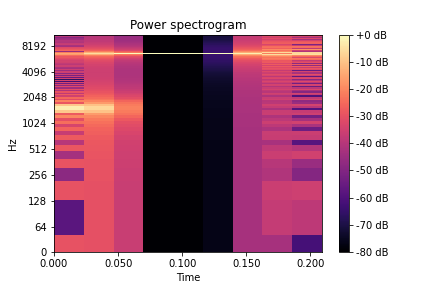 Power spectrogram
8192
4096
2048
1024
512
256
128
64
0
Hz
0.000 0.050 0.100 0.150 0.200
Time
+0 dB
-10 dB
-20 dB
-30 dB
-40 dB
-50 dB
-60 dB
-70 dB
-80 dB